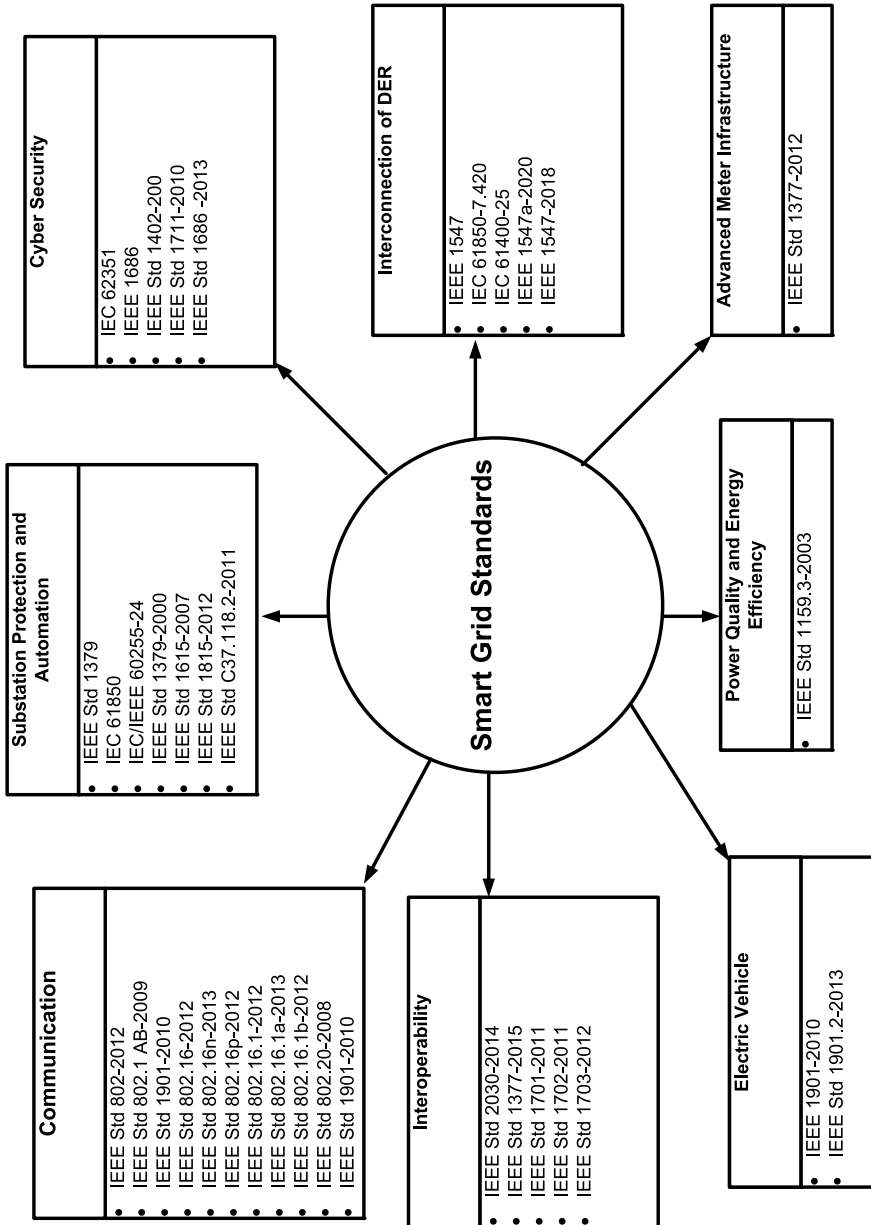 Communication
IEEE Std 802-2012
IEEE Std 802.1 AB-2009
IEEE Std 1901-2010
IEEE Std 802.16-2012
IEEE Std 802.16n-2013
IEEE Std 802.16p-2012
IEEE Std 802.16.1-2012
IEEE Std 802.16.1a-2013
IEEE Std 802.16.1b-2012
IEEE Std 802.20-2008
IEEE Std 1901-2010
Substation Protection and
Automation
IEEE Std 1379
IEC 61850
IEC/IEEE 60255-24
IEEE Std 1379-2000
IEEE Std 1615-2007
IEEE Std 1815-2012
IEEE Std C37.118.2-2011
Cyber Security
IEC 62351
IEEE 1686
IEEE Std 1402-200
IEEE Std 1711-2010
IEEE Std 1686 -2013
Interoperability
IEEE Std 2030-2014
IEEE Std 1377-2015
IEEE Std 1701-2011
IEEE Std 1702-2011
IEEE Std 1703-2012
Smart Grid Standards
Interconnection of DER
IEEE 1547
IEC 61850-7.420
IEC 61400-25
IEEE 1547a-2020
IEEE 1547-2018
Electric Vehicle
IEEE 1901-2010
IEEE Std 1901.2-2013
Power Quality and Energy
Efficiency
IEEE Std 1159.3-2003
Advanced Meter Infrastructure
IEEE Std 1377-2012